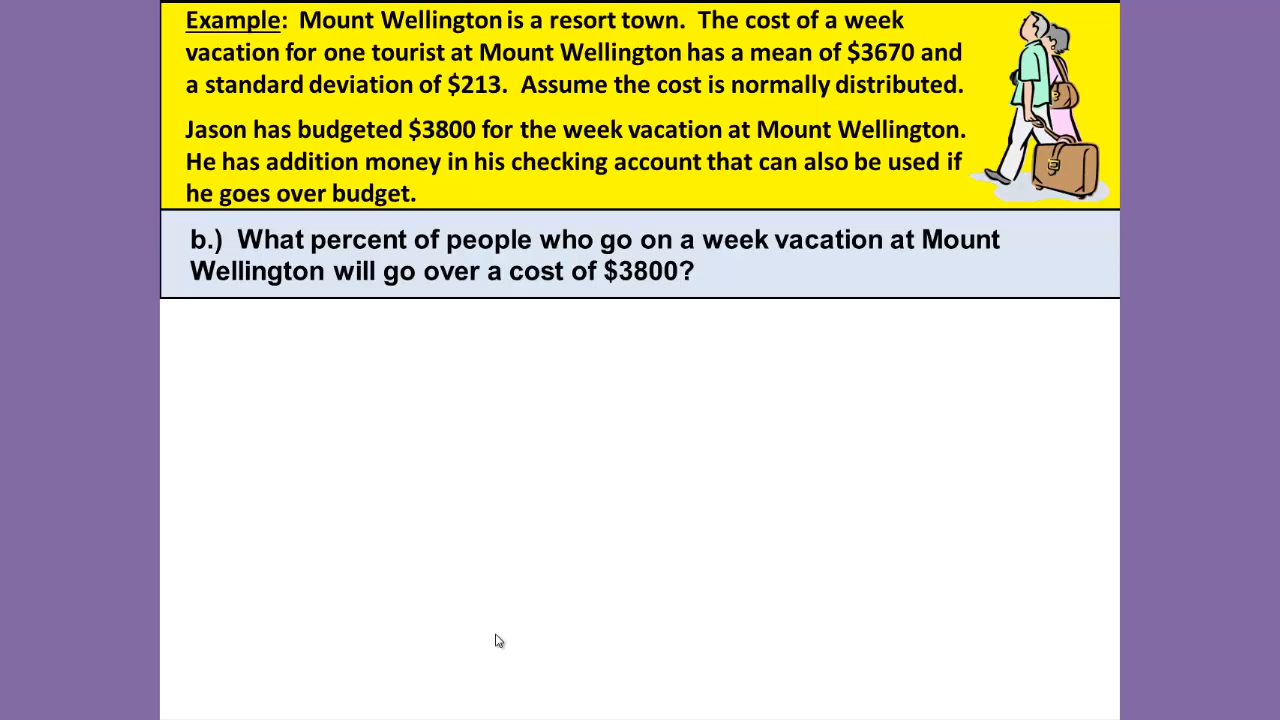 Example: Mount Wellington is a resort town. The cost of a week
vacation for one tourist at Mount Wellington has a mean of $3670 and
a standard deviation of $213. Assume the cost is normally distributed.
Jason has budgeted $3800 for the week vacation at Mount Wellington.
He has addition money in his checking account that can also be used if
he goes over budget.
b.) What percent of people who go on a week vacation at Mount
Wellington will go over a cost of $3800?